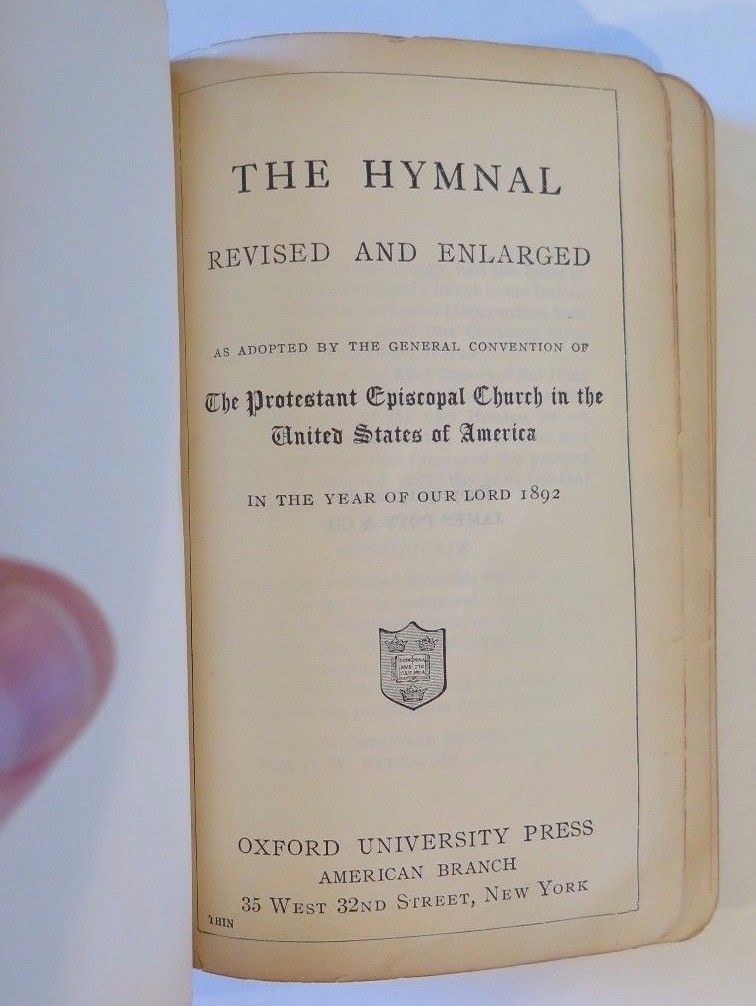 THE HYMNAL
REVISED AND ENLARGED
AS ADOPTED BY THE GENERAL CONVENTION OF
The Protestant Episcopal Church in the
United States of America
IN THE YEAR OF OUR LORD 1892
OXFORD UNIVERSITY PRESS
AMERICAN BRANCH
35 WEST 32ND STREET, NEW YORK
THIN